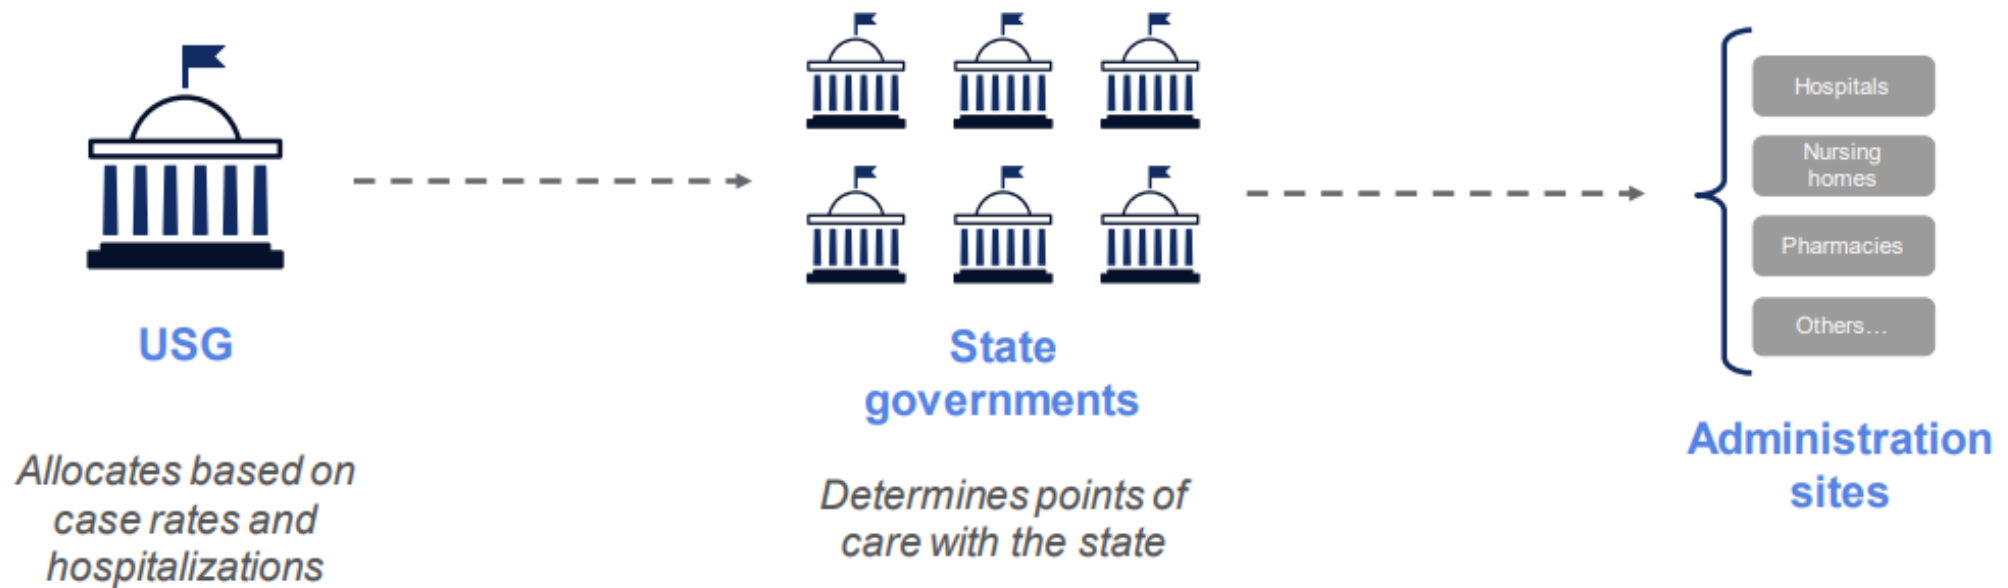 USG
Allocates based on
case rates and
hospitalizations
State
governments
Determines points of
care with the state
Hospitals
Nursing
homes
Pharmacies
Others…
Administration
sites